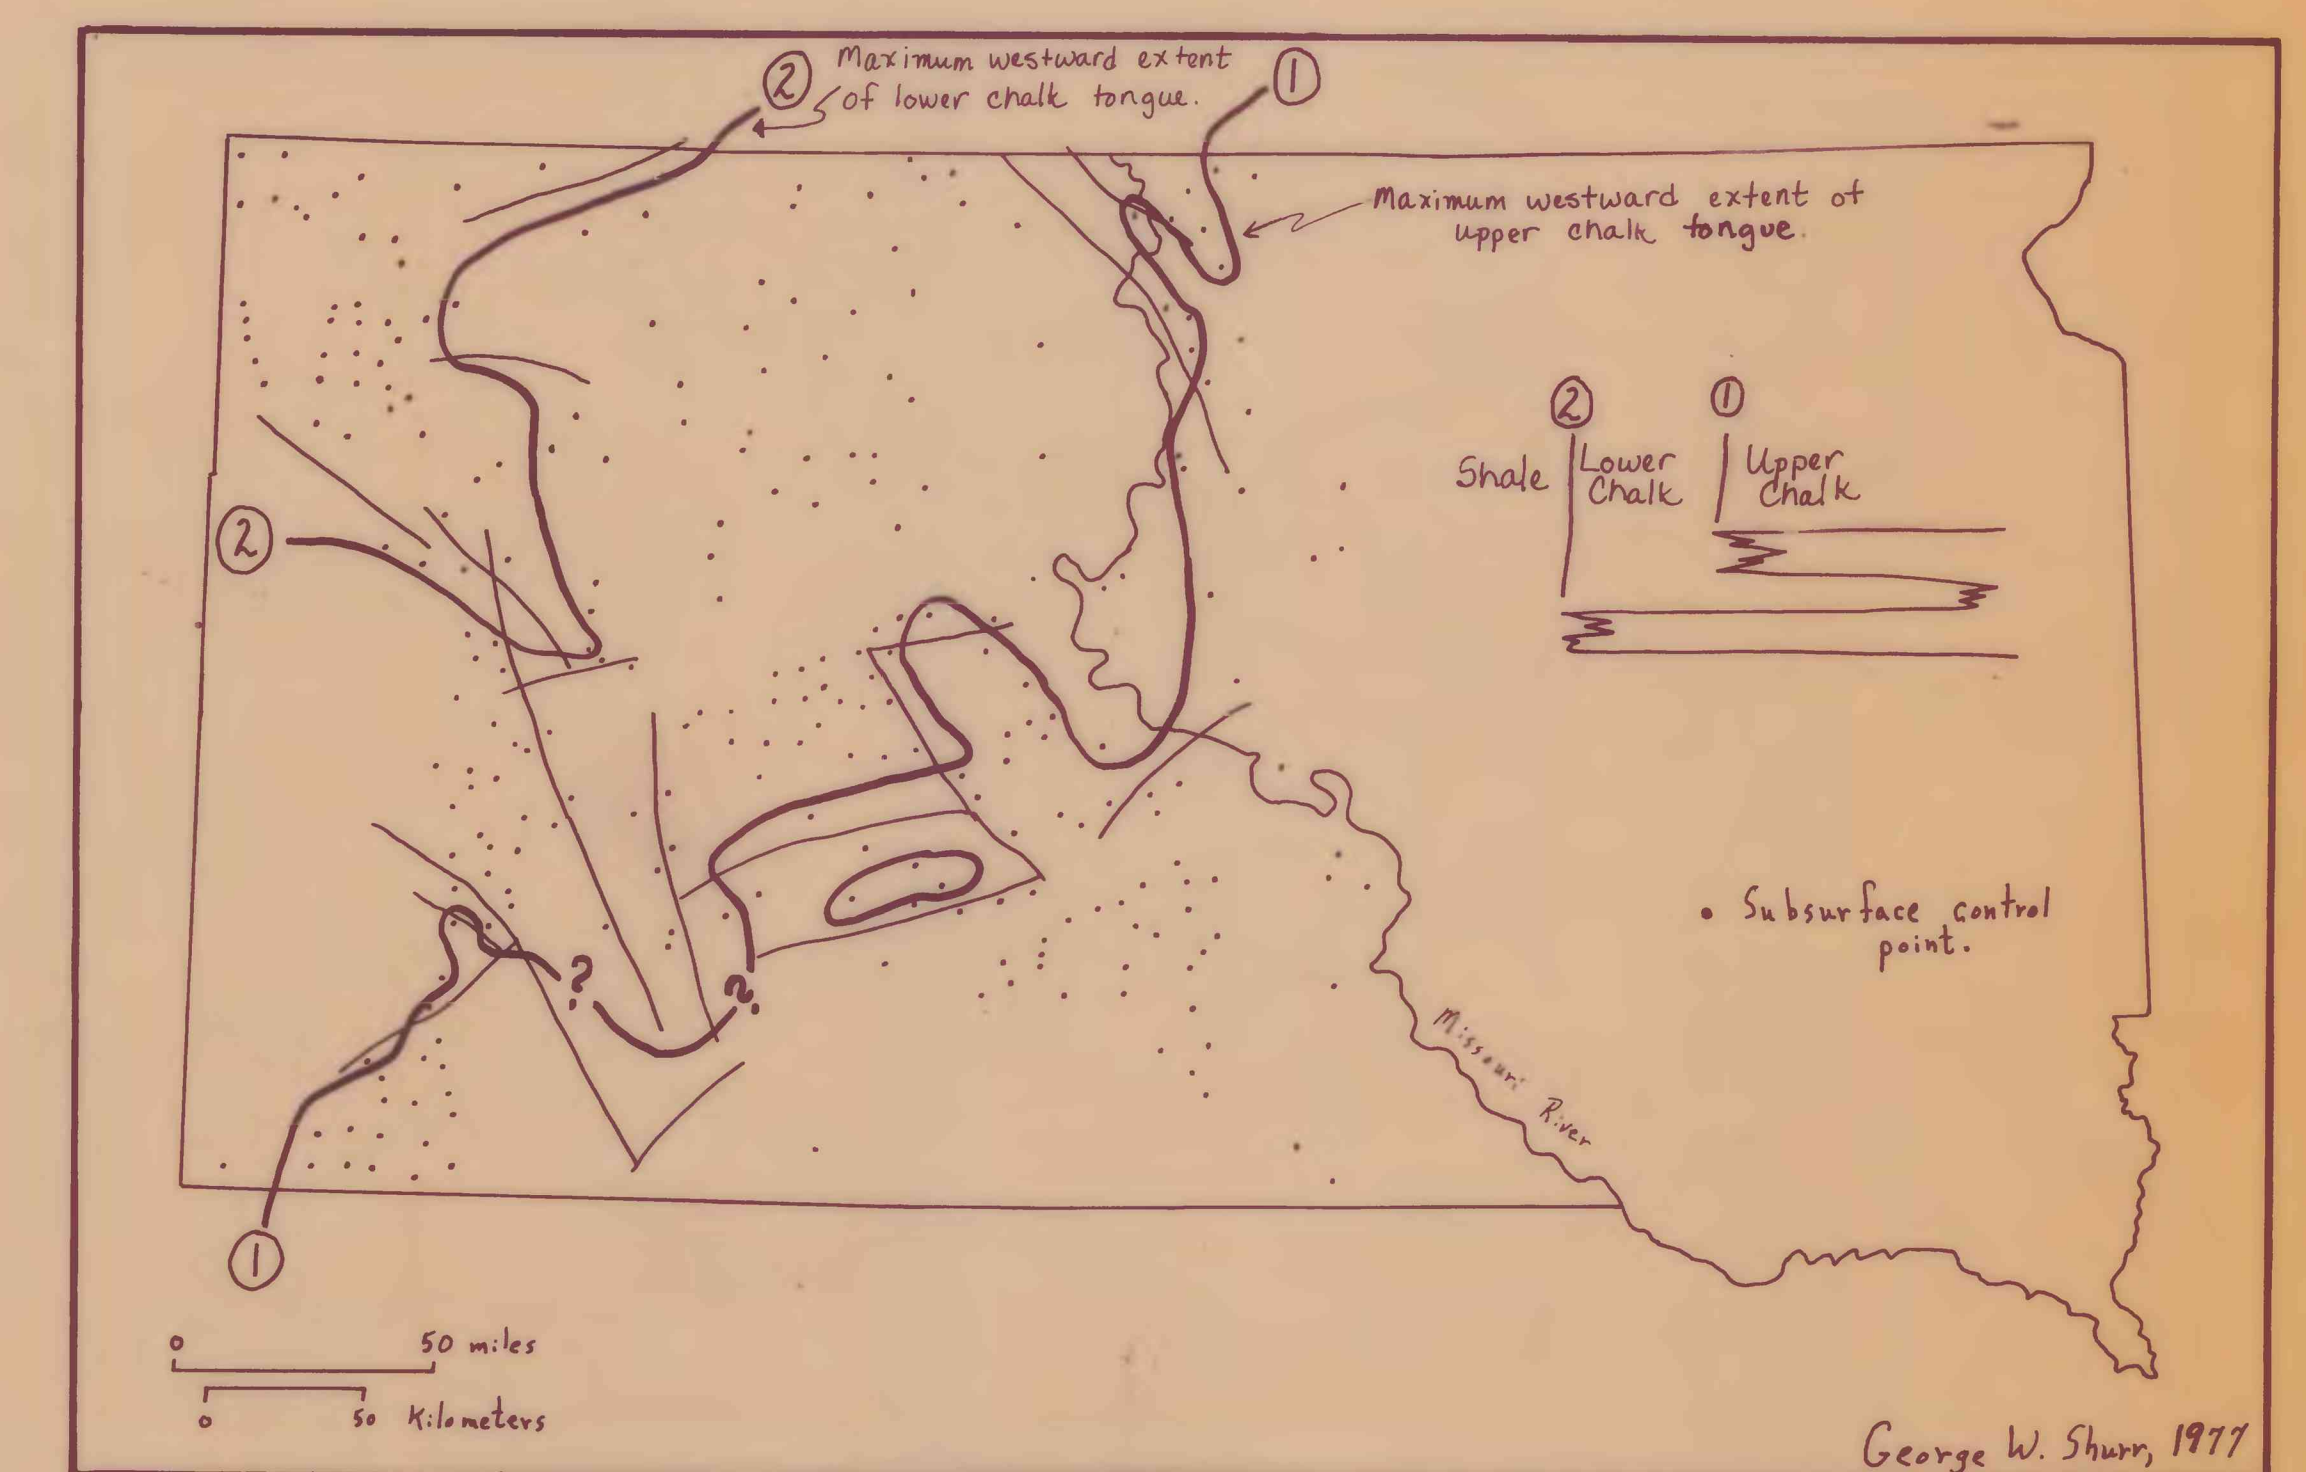 2
Maximum westward extent
of lower chalk tongue.
1
Maximum westward extent of
upper chalk tongue.
2
1
Shale
Lower
Chalk
Upper
Chalk
2
• Subsurface control
point.
?
?
Missouri River
1
0 50 miles
0 50 Kilometers
George W. Shurr, 1977